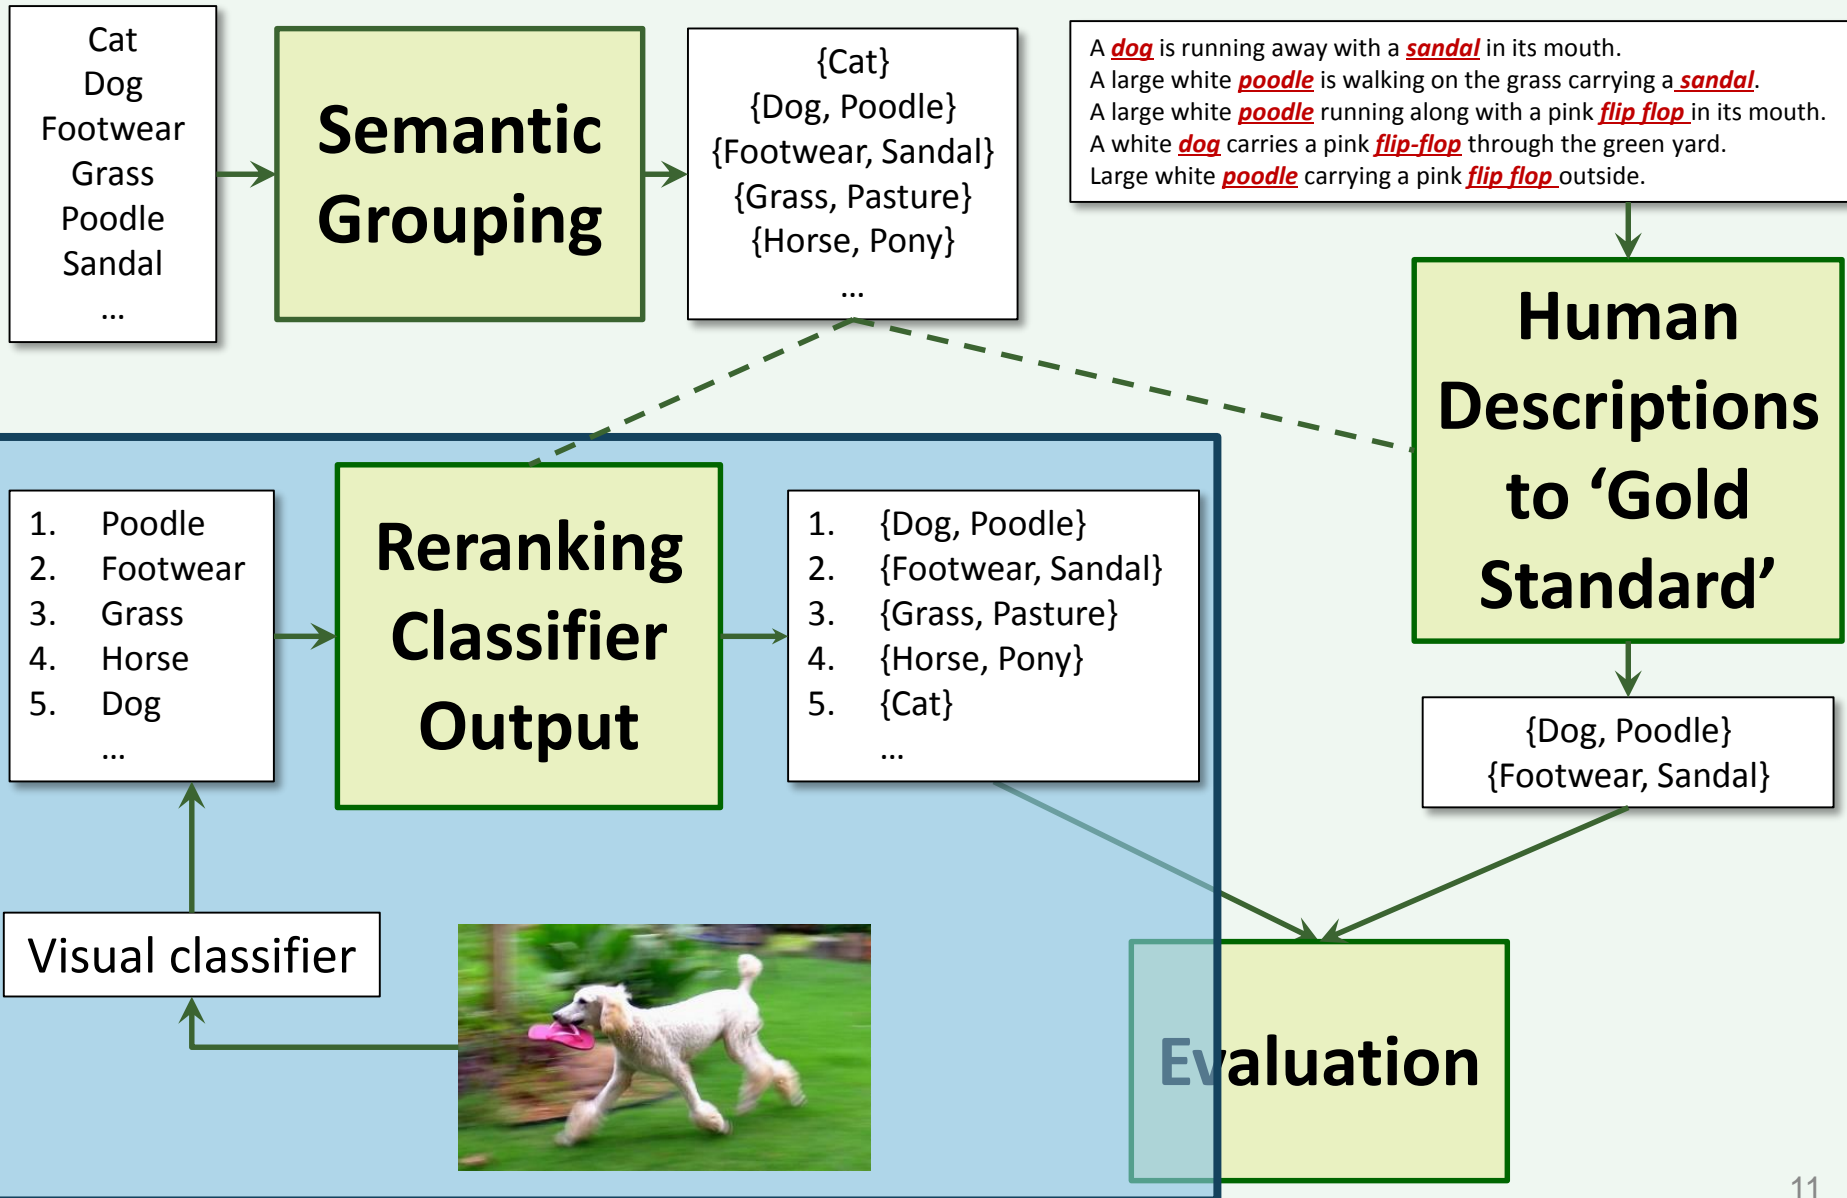 Cat
Dog
Footwear
Grass
Poodle
Sandal
...
Semantic
Grouping
{Cat}
{Dog, Poodle}
{Footwear, Sandal}
{Grass, Pasture}
{Horse, Pony}
...
A dog is running away with a sandal in its mouth.
A large white poodle is walking on the grass carrying a sandal.
A large white poodle running along with a pink flip flop in its mouth.
A white dog carries a pink flip-flop through the green yard.
Large white poodle carrying a pink flip flop outside.
Human
Descriptions
to ‘Gold
Standard’
1. Poodle
2. Footwear
3. Grass
4. Horse
5. Dog
...
Reranking
Classifier
Output
1. {Dog, Poodle}
2. {Footwear, Sandal}
3. {Grass, Pasture}
4. {Horse, Pony}
5. {Cat}
...
{Dog, Poodle}
{Footwear, Sandal}
Visual classifier
Evaluation
11